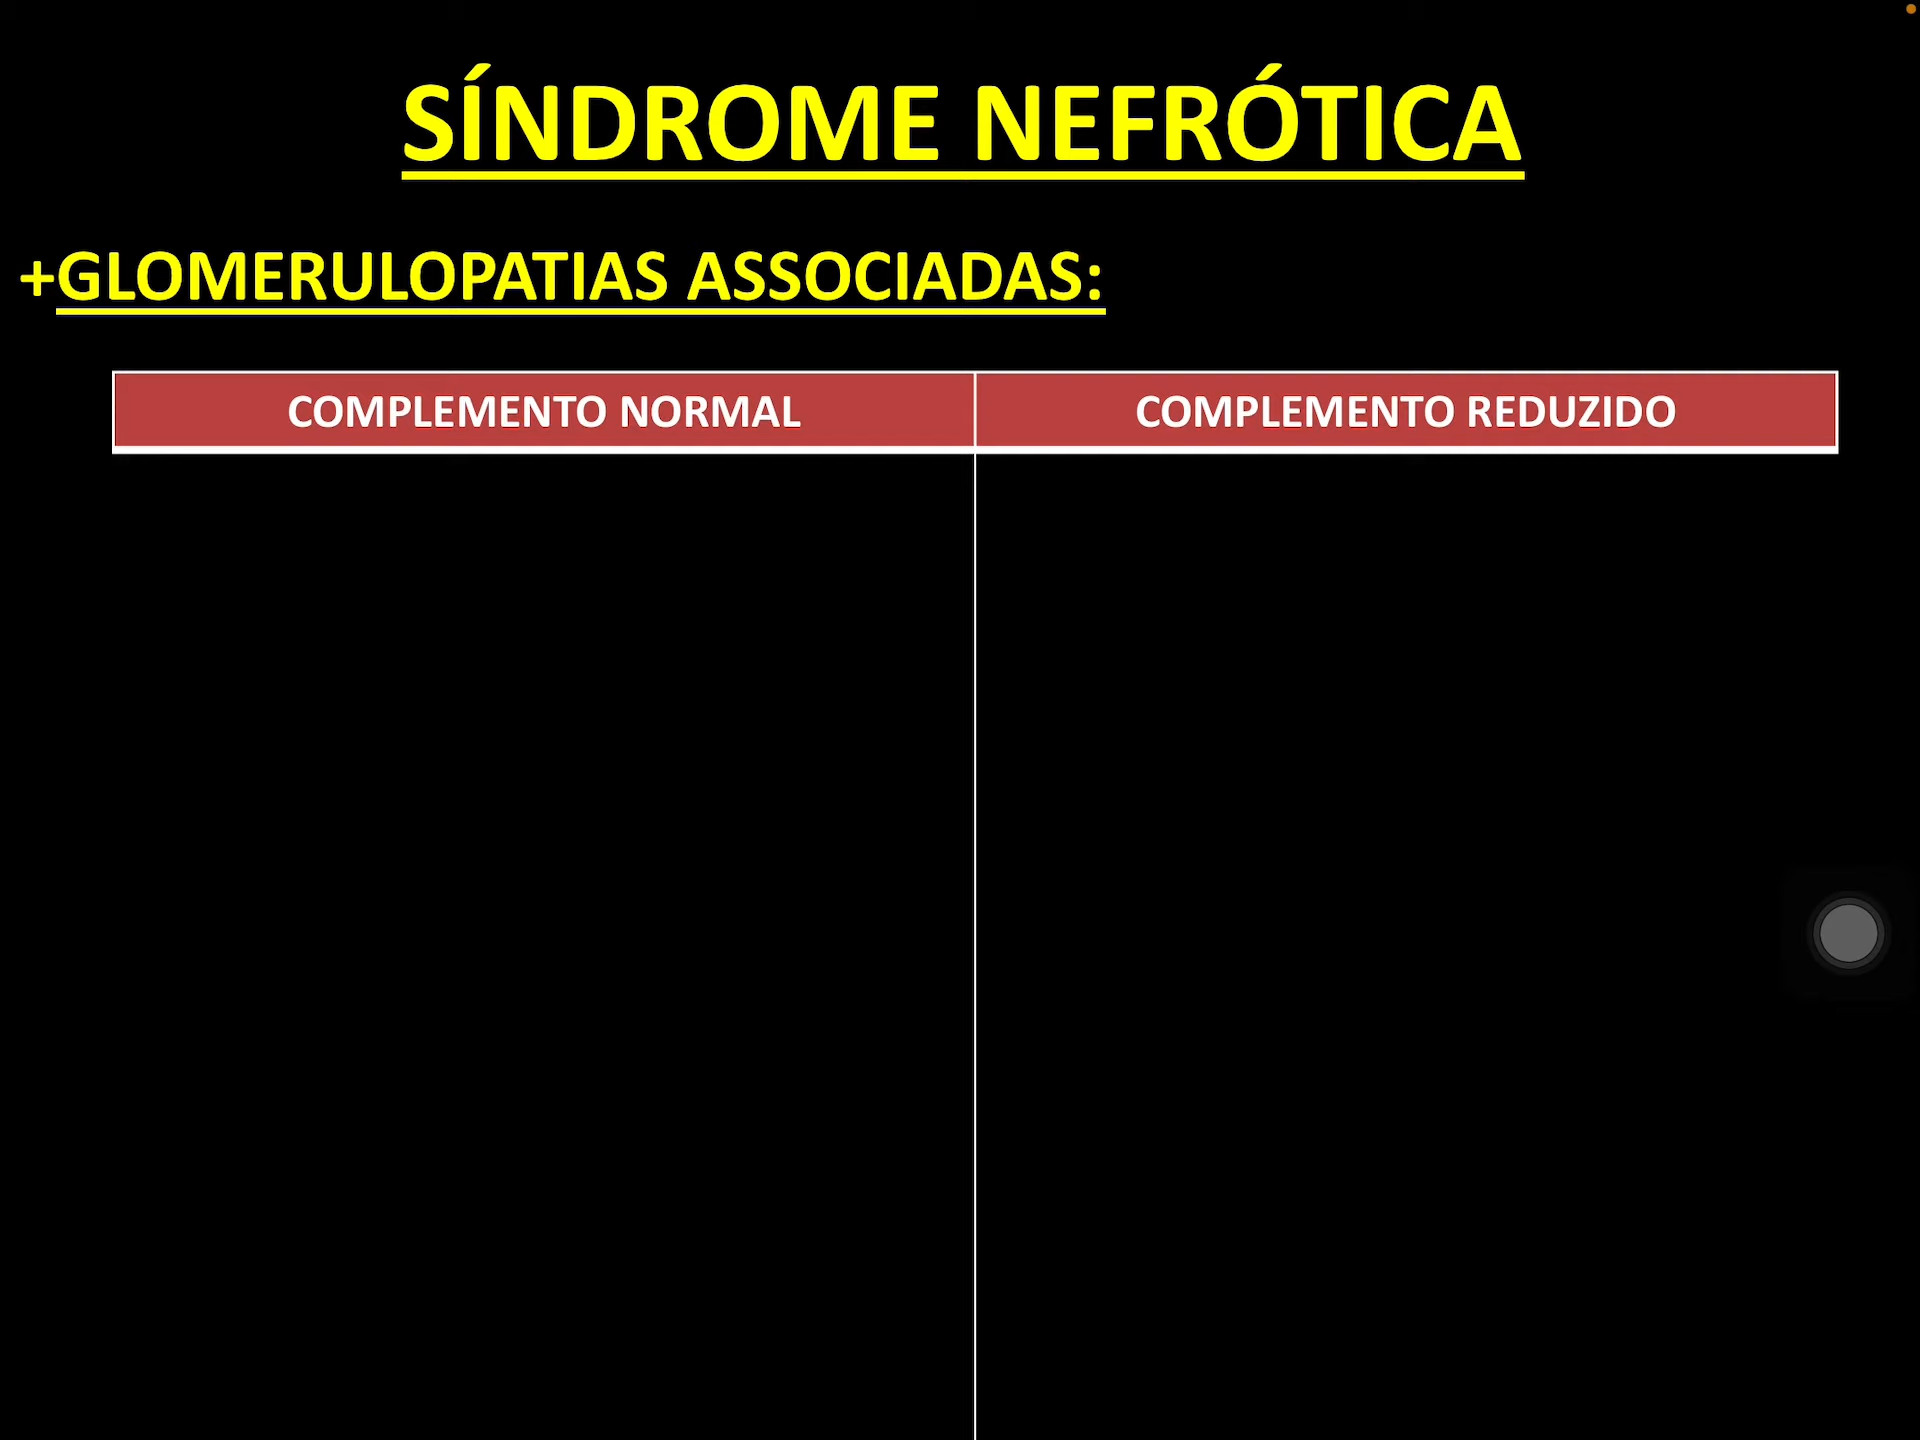 SÍNDROME NEFRÓTICA
+GLOMERULOPATIAS ASSOCIADAS:
COMPLEMENTO NORMAL
COMPLEMENTO REDUZIDO